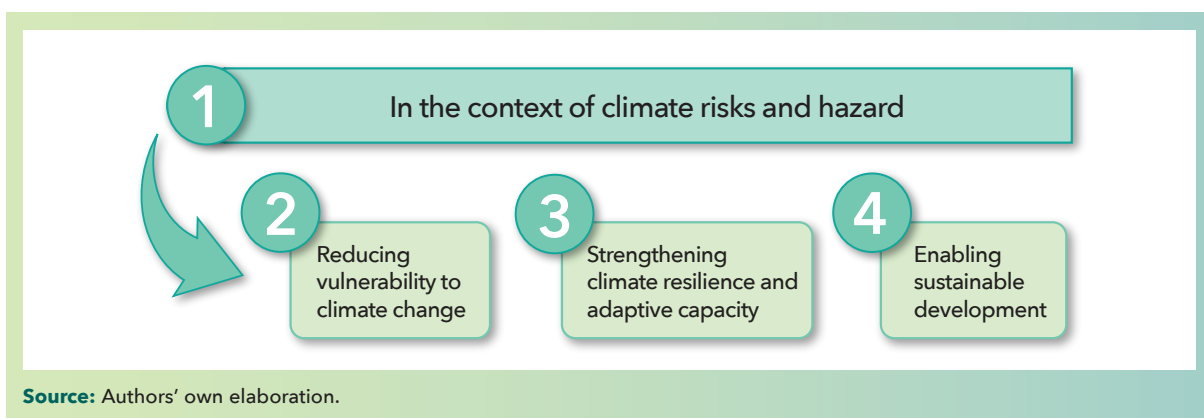 1
In the context of climate risks and hazard
2
Reducing
vulnerability to
climate change
3
Strengthening
climate resilience and
adaptive capacity
4
Enabling
sustainable
development
Source: Authors' own elaboration.